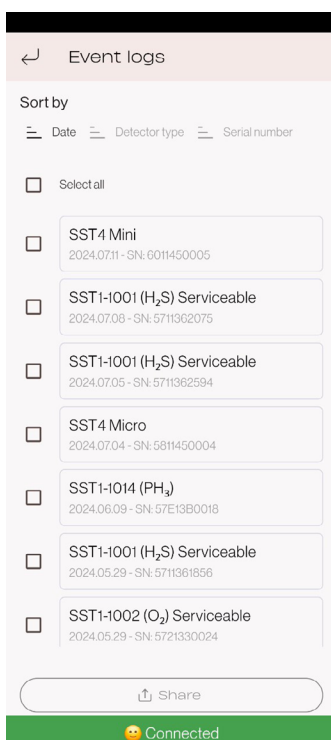 Event logs
Sort by
Date Detector type Serial number
Select all
SST4 Mini
2024.07.11 - SN: 6011450005
SST1-1001 (H₂S) Serviceable
2024.07.08 - SN: 5711362075
SST1-1001 (H₂S) Serviceable
2024.07.05 - SN: 5711362594
SST4 Micro
2024.07.04 - SN: 5811450004
SST1-1014 (PH₃)
2024.06.09 - SN: 57E13B0018
SST1-1001 (H₂S) Serviceable
2024.05.29 - SN: 5711361856
SST1-1002 (O₂) Serviceable
2024.05.29 - SN: 5721330024
Share
Connected